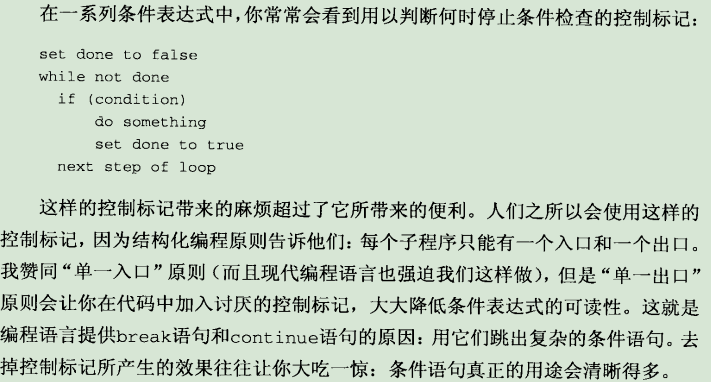 在一系列条件表达式中，你常常会看到用以判断何时停止条件检查的控制标记：
set done to false
while not done
if (condition)
do something
set done to true
next step of loop
这样的控制标记带来的麻烦超过了它所带来的便利。人们之所以会使用这样的
控制标记，因为结构化编程原则告诉他们：每个子程序只能有一个入口和一个出口。
我赞同“单一入口”原则（而且现代编程语言也强迫我们这样做），但是“单一出口”
原则会让你在代码中加入讨厌的控制标记，大大降低条件表达式的可读性。这就是
编程语言提供break语句和continue语句的原因：用它们跳出复杂的条件语句。去
掉控制标记所产生的效果往往让你大吃一惊：条件语句真正的用途会清晰得多。